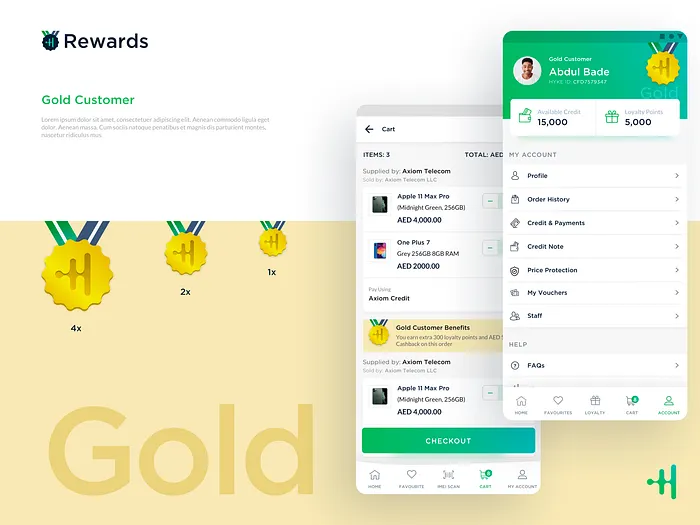 Rewards
Gold Customer
Lorem ipsum dolor sit amet, consectetuer adipiscing elit. Aenean commodo ligula eget
dolor. Aenean massa. Cum sociis natoque penatibus et magnis dis parturient montes,
nascetur ridiculus mus.
4x
2x
1x
Gold
Cart
ITEMS: 3
TOTAL: AED
Supplied by: Axiom Telecom
Sold by: Axiom Telecom LLC
Apple 11 Max Pro
(Midnight Green, 256GB)
AED 4,000.00
One Plus 7
Grey 256GB 8GB RAM
AED 2000.00
Pay Using
Axiom Credit
Gold Customer Benefits
You earn extra 300 loyalty points and AED
Cashback on this order
Supplied by: Axiom Telecom
Sold by: Axiom Telecom LLC
Apple 11 Max Pro
(Midnight Green, 256GB)
AED 4,000.00
CHECKOUT
HOME
FAVOURITE
IMEI SCAN
CART
MY ACCOUNT
Gold Customer
Abdul Bade
MYKE ID CFD7579347
Gold
Available Credit
15,000
Loyalty Points
5,000
MY ACCOUNT
Profile
Order History
Credit & Payments
Credit Note
Price Protection
My Vouchers
Staff
HELP
FAQs
HOME
FAVOURITES
LOYALTY
CART
ACCOUNT